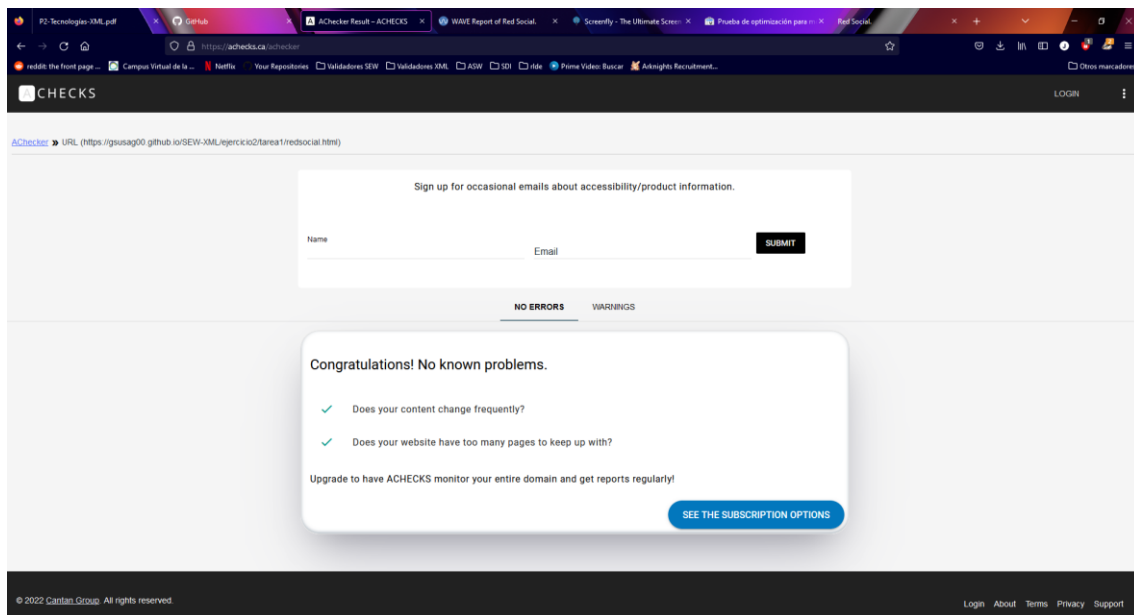 P2-Tecnologías-XML.pdf
GitHub
AChecker Result – ACHECKS
WAVE Report of Red Social.
Screenfly - The Ultimate Screen
Prueba de optimización para m
Red Social.
https://achecks.ca/achecker
reddit: the front page ...
Campus Virtual de la ...
Netflix
Your Repositories
Validadores SEW
Validadores XML
ASW
SDI
rIde
Prime Video: Buscar
Arknights Recruitment...
Otros marcadores
ACHECKS
LOGIN
AChecker » URL (https://gsusag00.github.io/SEW-XML/ejercicio2/tarea1/redsocial.html)
Sign up for occasional emails about accessibility/product information.
Name
Email
SUBMIT
NO ERRORS
WARNINGS
Congratulations! No known problems.
Does your content change frequently?
Does your website have too many pages to keep up with?
Upgrade to have ACHECKS monitor your entire domain and get reports regularly!
SEE THE SUBSCRIPTION OPTIONS
© 2022 Cantan Group. All rights reserved.
Login About Terms Privacy Support